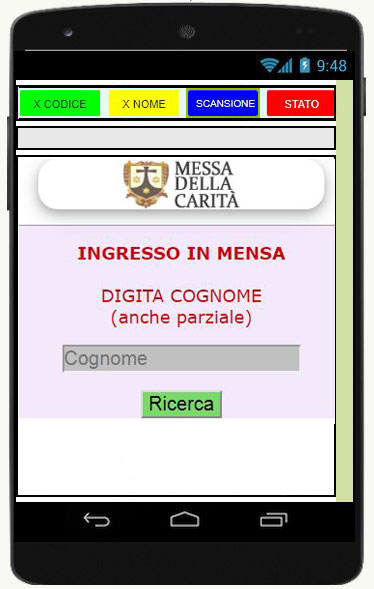 9:48
X CODICE
X NOME
SCANSIONE
STATO
MESSA
DELLA
CARITÀ
INGRESSO IN MENSA
DIGITA COGNOME
(anche parziale)
Cognome
Ricerca